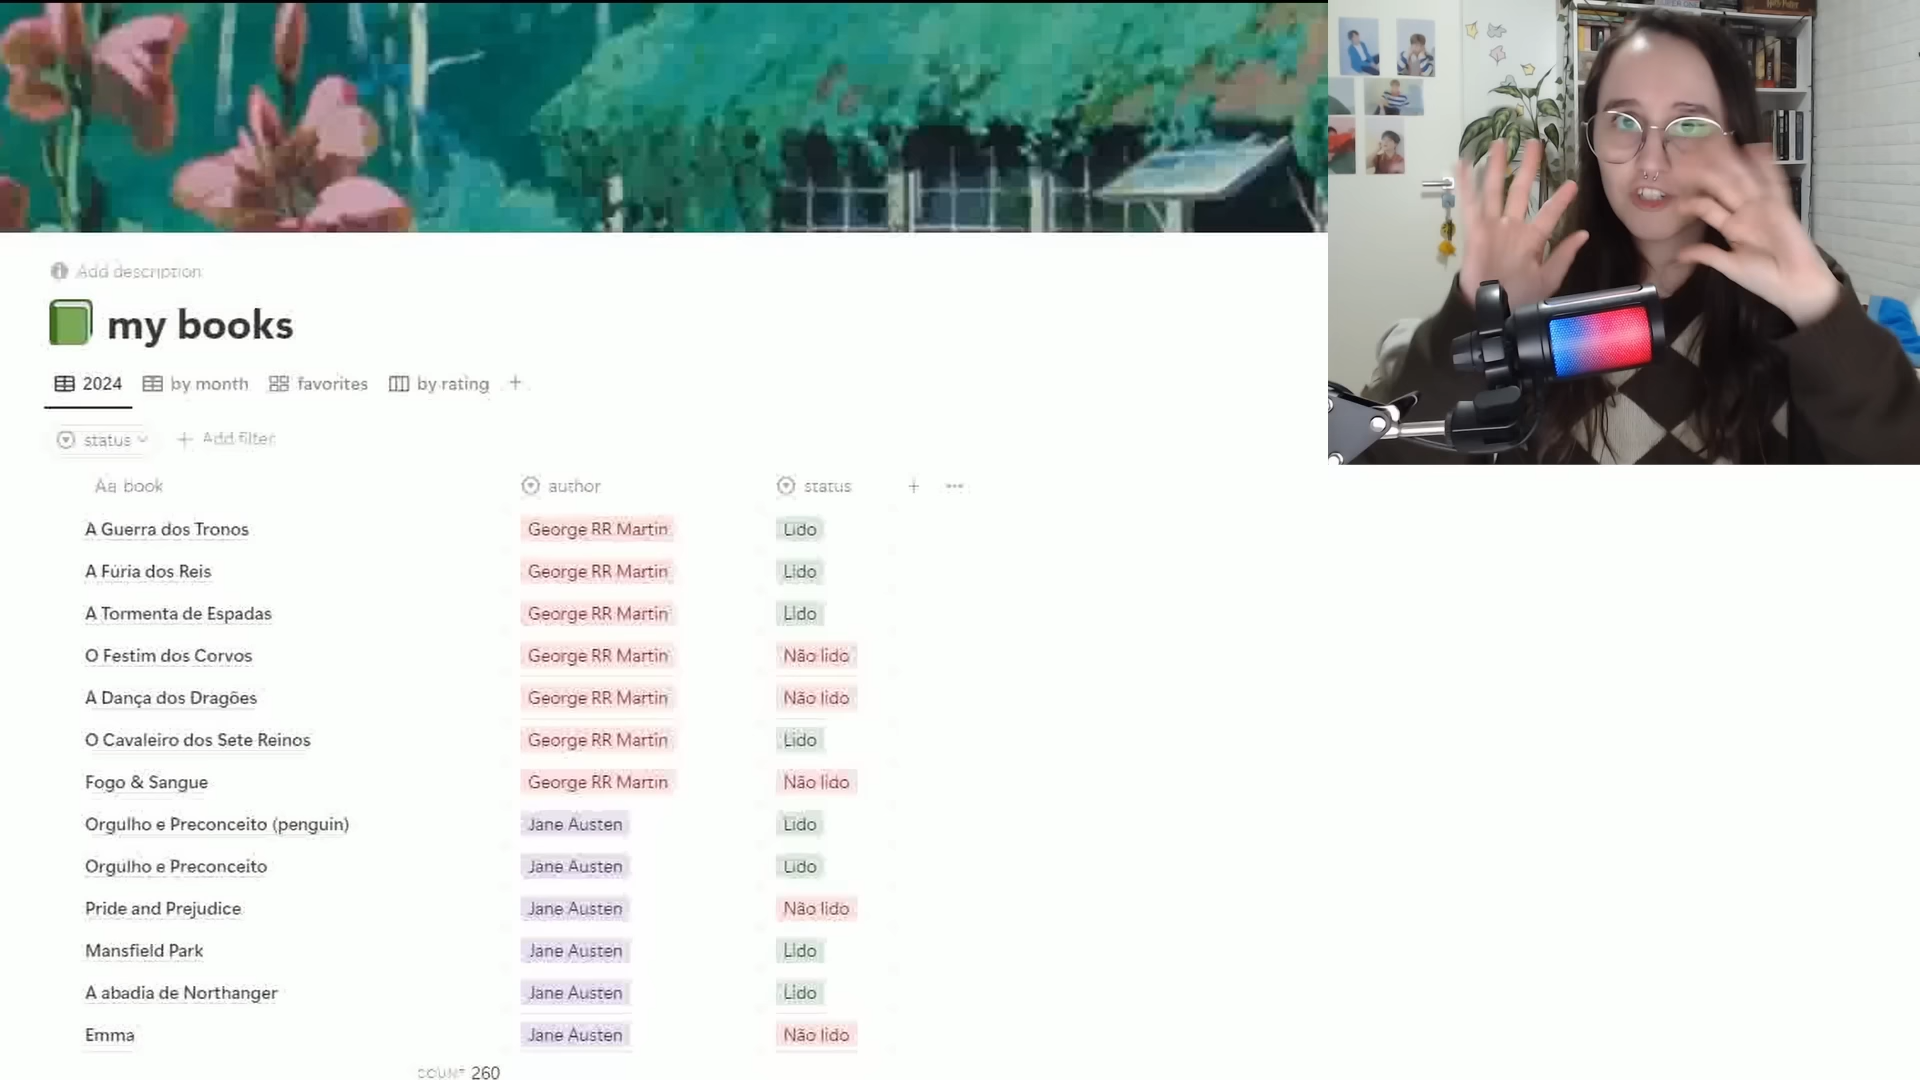 Add description
my books
2024 by month favorites by rating +
status + Add filter
Aa book author status + ...
A Guerra dos Tronos George RR Martin Lido
A Fúria dos Reis George RR Martin Lido
A Tormenta de Espadas George RR Martin Lido
O Festim dos Corvos George RR Martin Não lido
A Dança dos Dragões George RR Martin Não lido
O Cavaleiro dos Sete Reinos George RR Martin Lido
Fogo & Sangue George RR Martin Não lido
Orgulho e Preconceito (penguin) Jane Austen Lido
Orgulho e Preconceito Jane Austen Lido
Pride and Prejudice Jane Austen Não lido
Mansfield Park Jane Austen Lido
A abadia de Northanger Jane Austen Lido
Emma Jane Austen Não lido
COUNT 260